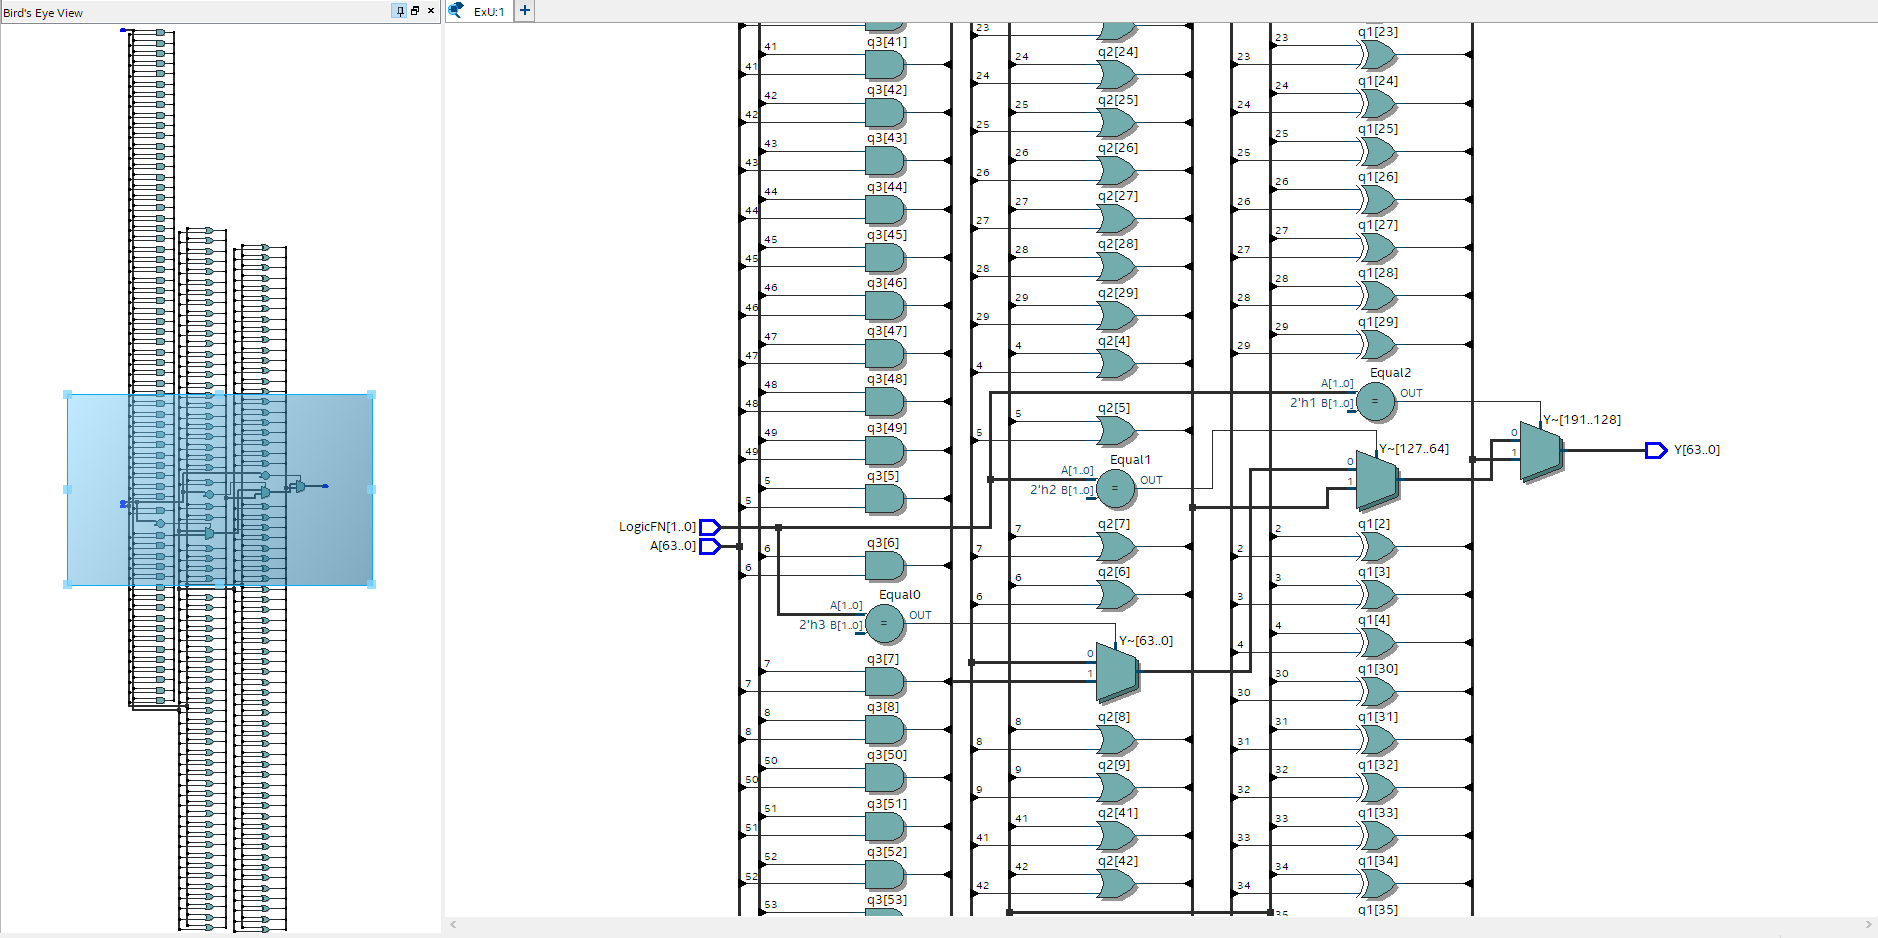 Bird's Eye View
ExU:1
41
41
q3[41]
42
42
q3[42]
43
43
q3[43]
44
44
q3[44]
45
45
q3[45]
46
46
q3[46]
47
47
q3[47]
48
48
q3[48]
49
49
q3[49]
5
5
q3[5]
LogicFN[1..0]
A[63..0]
6
6
q3[6]
Equal0
A[1..0]
2'h3 B[1..0]
=
OUT
7
7
q3[7]
8
8
q3[8]
50
50
q3[50]
51
51
q3[51]
52
52
q3[52]
53
q3[53]
23
24
24
q2[24]
25
25
q2[25]
26
26
q2[26]
27
27
q2[27]
28
28
q2[28]
29
29
q2[29]
4
4
q2[4]
5
5
q2[5]
Equal1
A[1..0]
2'h2 B[1..0]
=
OUT
7
7
q2[7]
6
6
q2[6]
Y~[63..0]
0
1
8
8
q2[8]
9
9
q2[9]
41
41
q2[41]
42
42
q2[42]
23
23
q1[23]
24
24
q1[24]
25
25
q1[25]
26
26
q1[26]
27
27
q1[27]
28
28
q1[28]
29
29
q1[29]
Equal2
A[1..0]
2'h1 B[1..0]
=
OUT
Y~[127..64]
0
1
Y~[191..128]
0
1
Y[63..0]
2
2
q1[2]
3
3
q1[3]
4
4
q1[4]
30
30
q1[30]
31
31
q1[31]
32
32
q1[32]
33
33
q1[33]
34
34
q1[34]
35
q1[35]